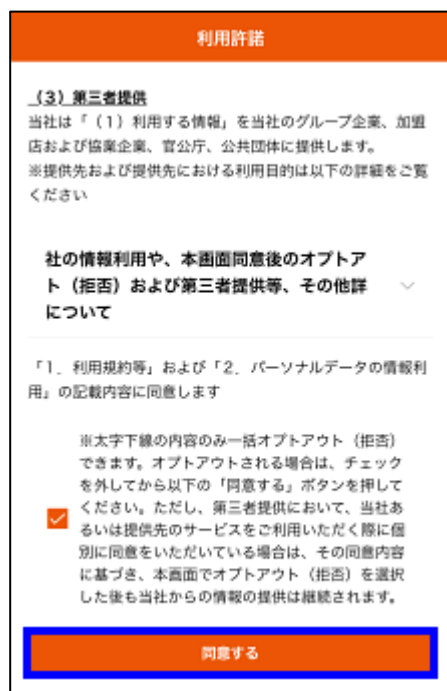 利用許諾
（3）第三者提供
当社は「（1）利用する情報」を当社のグループ企業、加盟
店および協業企業、官公庁、公共団体に提供します。
※提供先および提供先における利用目的は以下の詳細をご覧
ください
社の情報利用や、本画面同意後のオプトア
ト（拒否）および第三者提供等、その他詳
について
「1．利用規約等」および「2．パーソナルデータの情報利
用」の記載内容に同意します
※太字下線の内容のみ一括オプトアウト（拒否）
できます。オプトアウトされる場合は、チェック
を外してから以下の「同意する」ボタンを押して
ください。ただし、第三者提供において、当社あ
るいは提供先のサービスをご利用いただく際に個
別に同意をいただいている場合は、その同意内容
に基づき、本画面でオプトアウト（拒否）を選択
した後も当社からの情報の提供は継続されます。
同意する